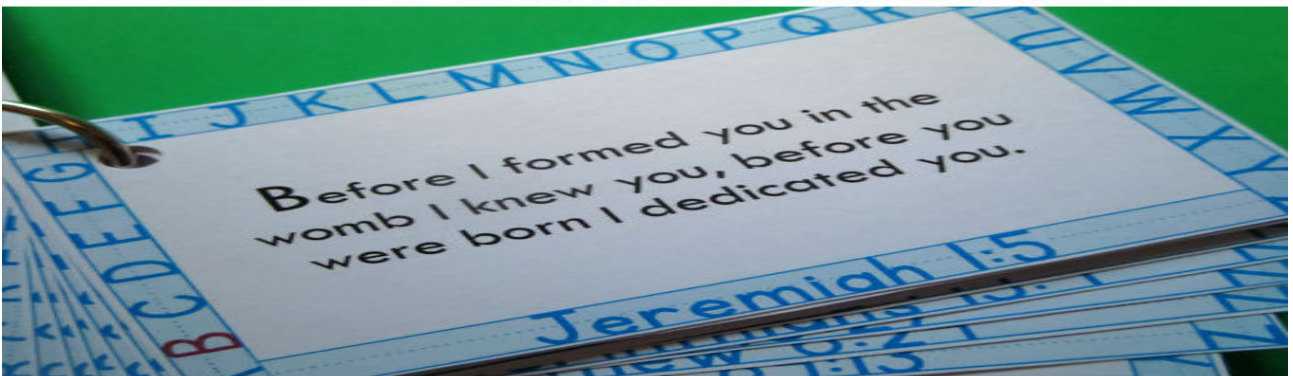 I J K L M N O P Q R
Before I formed you in the
womb I knew you, before you
were born I dedicated you.
B C D E F G H
U V W X Y
Jeremiah 1:5